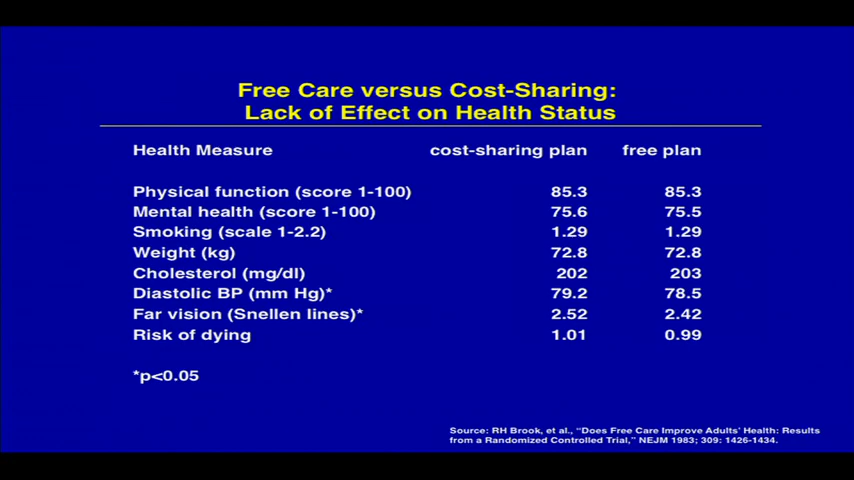 Free Care versus Cost-Sharing:
Lack of Effect on Health Status
Health Measure cost-sharing plan free plan
Physical function (score 1-100) 85.3 85.3
Mental health (score 1-100) 75.6 75.5
Smoking (scale 1-2.2) 1.29 1.29
Weight (kg) 72.8 72.8
Cholesterol (mg/dl) 202 203
Diastolic BP (mm Hg)* 79.2 78.5
Far vision (Snellen lines)* 2.52 2.42
Risk of dying 1.01 0.99
*p<0.05
Source: RH Brook, et al., “Does Free Care Improve Adults’ Health: Results
from a Randomized Controlled Trial,” NEJM 1983; 309: 1426-1434.